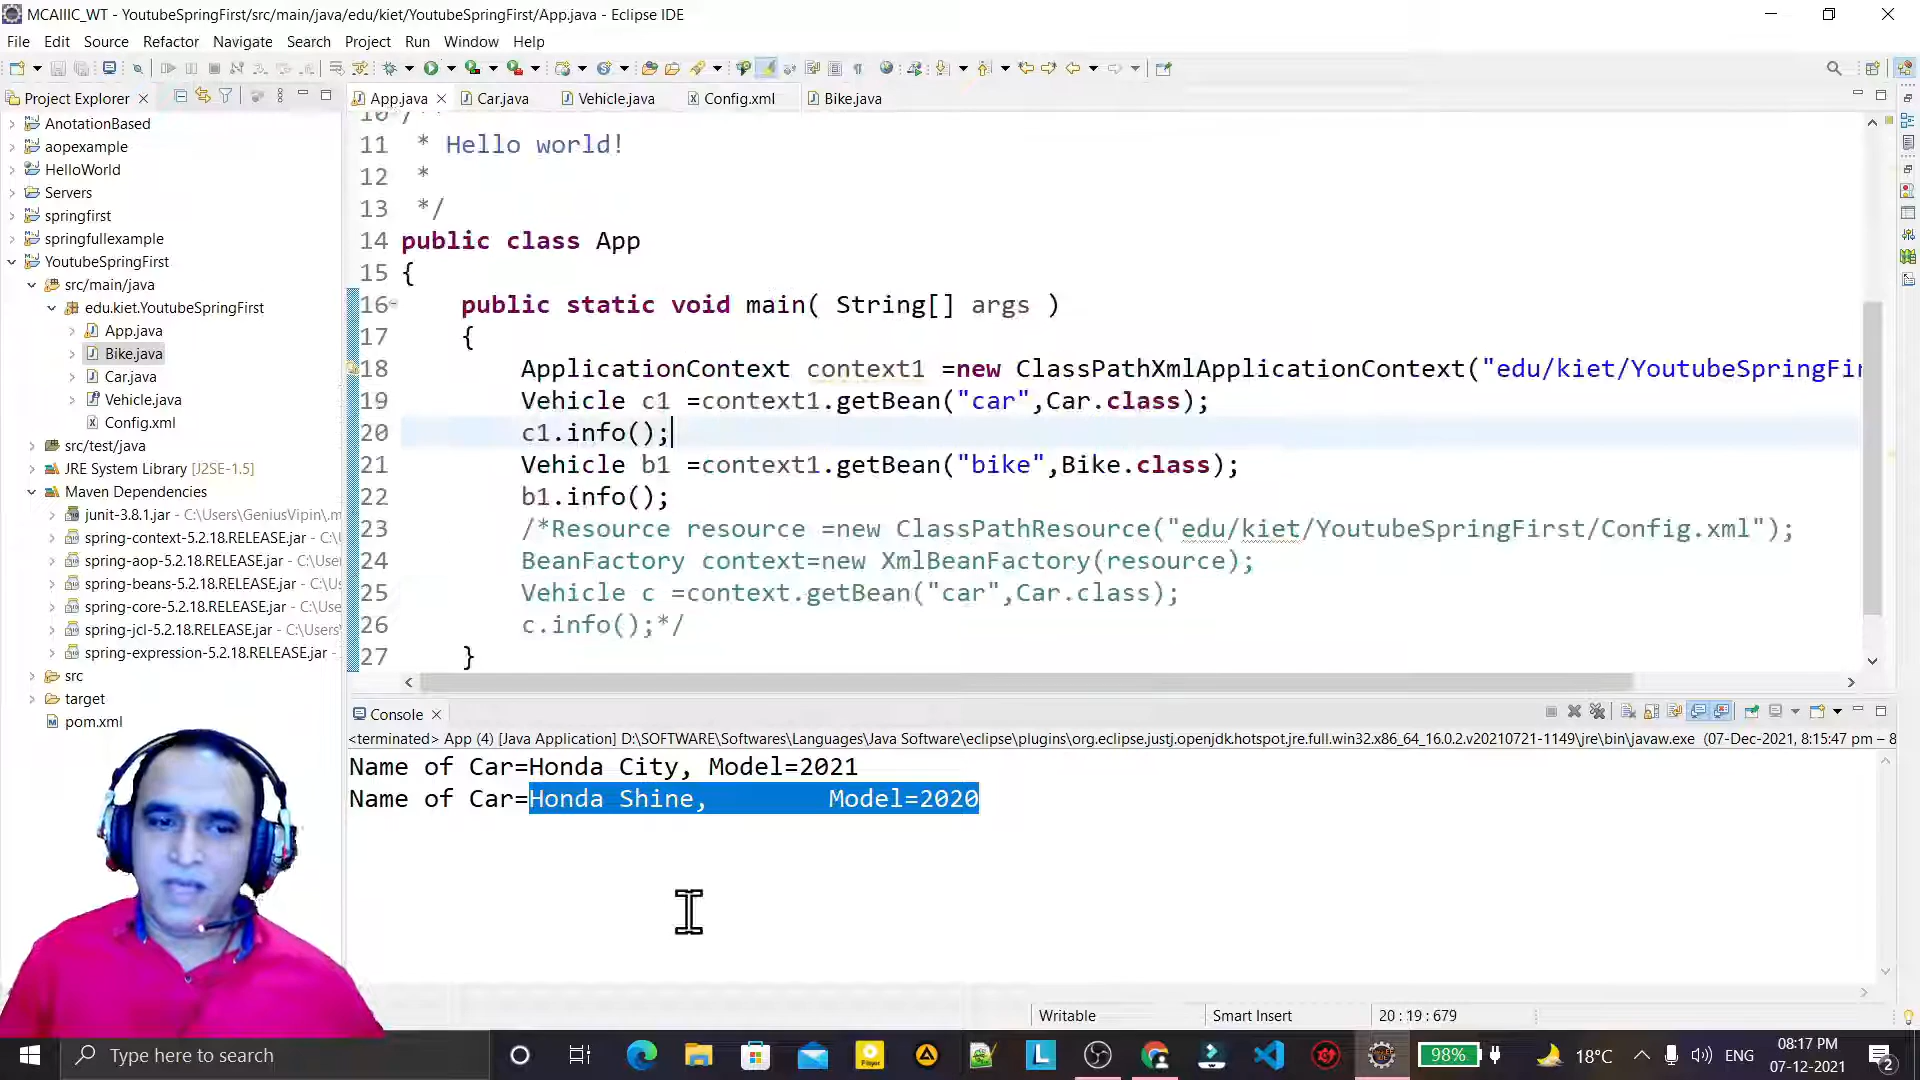 MCAIIIC_WT - YoutubeSpringFirst/src/main/java/edu/kiet/YoutubeSpringFirst/App.java - Eclipse IDE
File Edit Source Refactor Navigate Search Project Run Window Help
Project Explorer
App.java Car.java Vehicle.java Config.xml Bike.java
AnotationBased
aopexample
HelloWorld
Servers
springfirst
springfullexample
YoutubeSpringFirst
src/main/java
edu.kiet.YoutubeSpringFirst
App.java
Bike.java
Car.java
Vehicle.java
Config.xml
src/test/java
JRE System Library [J2SE-1.5]
Maven Dependencies
junit-3.8.1.jar - C:\Users\GeniusVipin\.m
spring-context-5.2.18.RELEASE.jar - C:\U
spring-aop-5.2.18.RELEASE.jar - C:\Users
spring-beans-5.2.18.RELEASE.jar - C:\Use
spring-core-5.2.18.RELEASE.jar - C:\User
spring-jcl-5.2.18.RELEASE.jar - C:\Users\
spring-expression-5.2.18.RELEASE.jar -
src
target
pom.xml
10 /**
11 * Hello world!
12 *
13 */
14 public class App
15 {
16 public static void main( String[] args )
17 {
18 ApplicationContext context1 =new ClassPathXmlApplicationContext("edu/kiet/YoutubeSpringFi
19 Vehicle c1 =context1.getBean("car",Car.class);
20 c1.info();
21 Vehicle b1 =context1.getBean("bike",Bike.class);
22 b1.info();
23 /*Resource resource =new ClassPathResource("edu/kiet/YoutubeSpringFirst/Config.xml");
24 BeanFactory context=new XmlBeanFactory(resource);
25 Vehicle c =context.getBean("car",Car.class);
26 c.info();*/
27 }
Console
<terminated> App (4) [Java Application] D:\SOFTWARE\Softwares\Languages\Java Software\eclipse\plugins\org.eclipse.justj.openjdk.hotspot.jre.full.win32.x86_64_16.0.2.v20210721-1149\jre\bin\javaw.exe (07-Dec-2021, 8:15:47 pm – 8
Name of Car=Honda City, Model=2021
Name of Car=Honda Shine, Model=2020
Writable Smart Insert 20 : 19 : 679
Type here to search
98% 18°C ENG
08:17 PM
07-12-2021
2